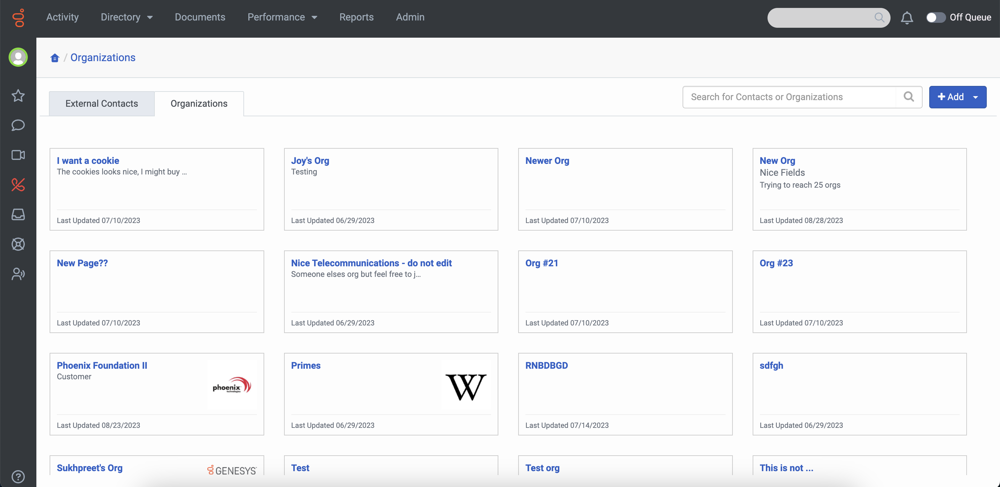 Activity Directory Documents Performance Reports Admin Off Queue
/ Organizations
External Contacts Organizations Search for Contacts or Organizations + Add
I want a cookie
The cookies looks nice, I might buy ...
Last Updated 07/10/2023
Joy's Org
Testing
Last Updated 06/29/2023
Newer Org
Last Updated 07/10/2023
New Org
Nice Fields
Trying to reach 25 orgs
Last Updated 08/28/2023
New Page??
Last Updated 07/10/2023
Nice Telecommunications - do not edit
Someone elses org but feel free to j...
Last Updated 06/29/2023
Org #21
Last Updated 07/10/2023
Org #23
Last Updated 07/10/2023
Phoenix Foundation II
Customer
phoenix
technologies
Last Updated 08/23/2023
Primes
W
Last Updated 06/29/2023
RNBDBGD
Last Updated 07/14/2023
sdfgh
Last Updated 06/29/2023
Sukhpreet's Org
GENESYS
Test
Test org
This is not ...